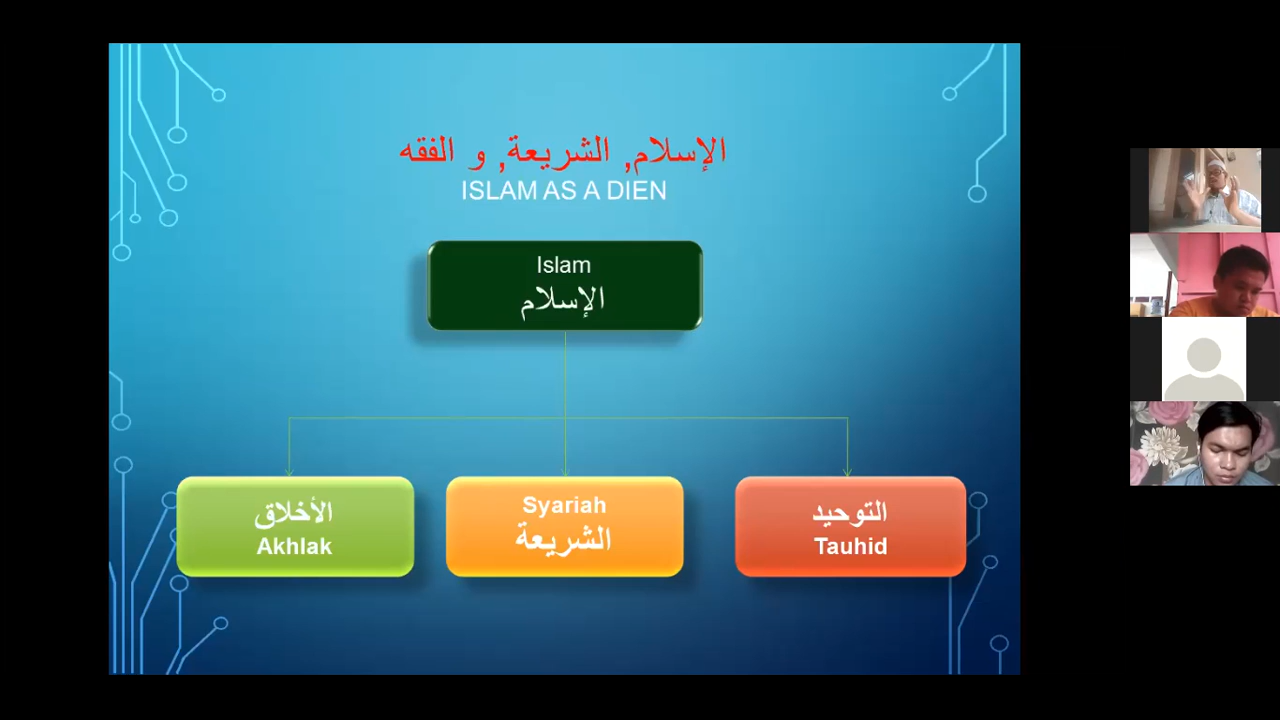 الإسلام, الشريعة, و الفقه
ISLAM AS A DIEN
Islam
الإسلام
الأخلاق
Akhlak
Syariah
الشريعة
التوحيد
Tauhid